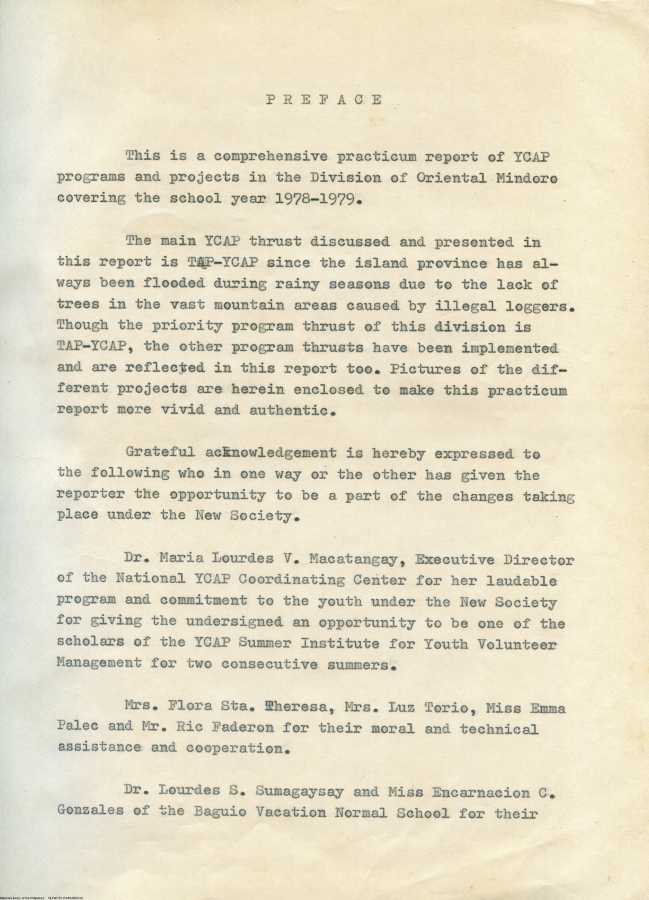 P R E F A C E
This is a comprehensive practicum report of YCAP
programs and projects in the Division of Oriental Mindoro
covering the school year 1978-1979.
The main YCAP thrust discussed and presented in
this report is TAP-YCAP since the island province has al-
ways been flooded during rainy seasons due to the lack of
trees in the vast mountain areas caused by illegal loggers.
Though the priority program thrust of this division is
TAP-YCAP, the other program thrusts have been implemented
and are reflected in this report too. Pictures of the dif-
ferent projects are herein enclosed to make this practicum
report more vivid and authentic.
Grateful acknowledgement is hereby expressed to
the following who in one way or the other has given the
reporter the opportunity to be a part of the changes taking
place under the New Society.
Dr. Maria Lourdes V. Macatangay, Executive Director
of the National YCAP Coordinating Center for her laudable
program and commitment to the youth under the New Society
for giving the undersigned an opportunity to be one of the
scholars of the YCAP Summer Institute for Youth Volunteer
Management for two consecutive summers.
Mrs. Flora Sta. Theresa, Mrs. Luz Torio, Miss Emma
Palec and Mr. Ric Faderon for their moral and technical
assistance and cooperation.
Dr. Lourdes S. Sumagaysay and Miss Encarnacion C.
Gonzales of the Baguio Vacation Normal School for their